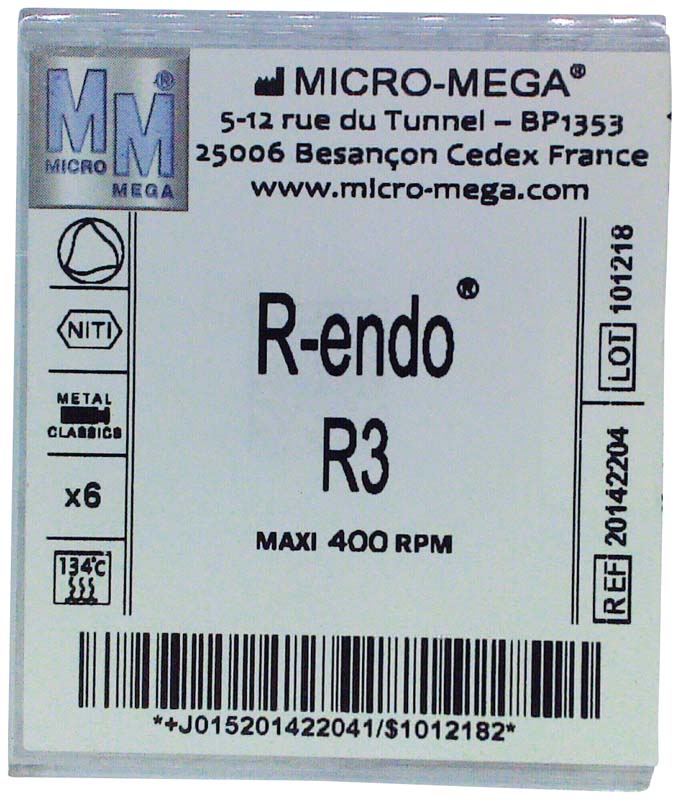 MM®
MICRO
MEGA
MICRO-MEGA®
5-12 rue du Tunnel – BP1353
25006 Besançon Cedex France
www.micro-mega.com
NITI
METAL
CLASSICS
x6
134°C
R-endo®
R3
MAXI 400 RPM
LOT 101218
REF 20142204
*+J015201422041/$1012182*